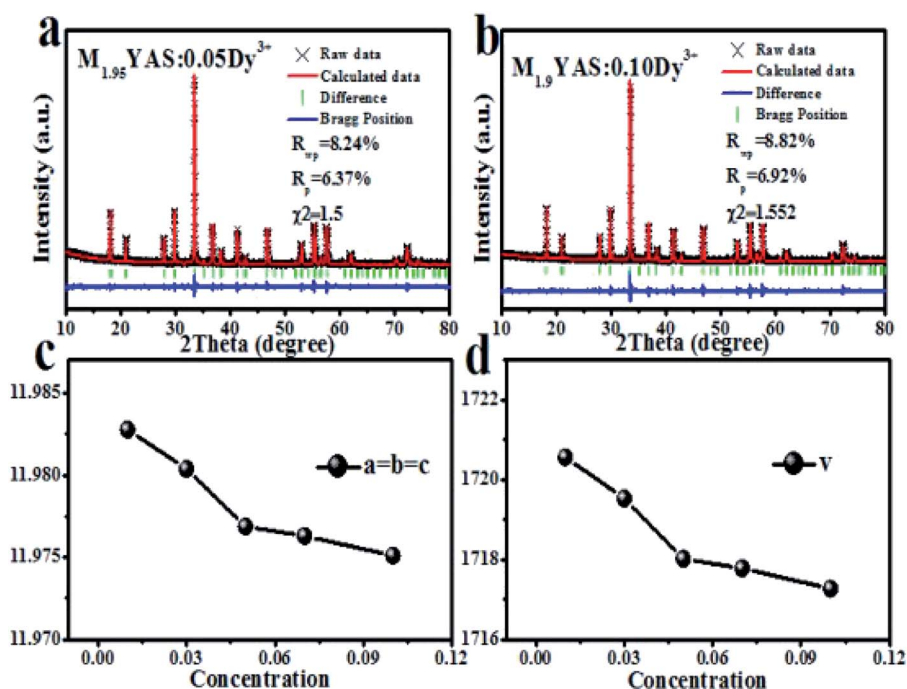 a
M1.95YAS:0.05Dy3+
Raw data
Calculated data
Difference
Bragg Position
Rwp=8.24%
Rp=6.37%
χ2=1.5
Intensity (a.u.)
10 20 30 40 50 60 70 80
2Theta (degree)
b
M1.9YAS:0.10Dy3+
Raw data
Calculated data
Difference
Bragg Position
Rwp=8.82%
Rp=6.92%
χ2=1.552
Intensity (a.u.)
10 20 30 40 50 60 70 80
2Theta (degree)
c
11.985
11.980
11.975
11.970
a=b=c
0.00 0.03 0.06 0.09 0.12
Concentration
d
1722
1720
1718
1716
v
0.00 0.03 0.06 0.09 0.12
Concentration